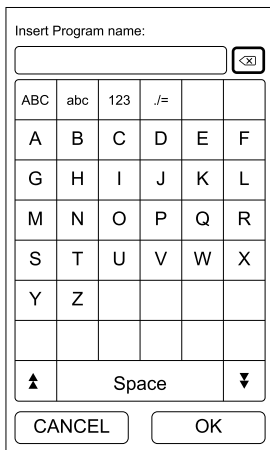 Insert Program name:
ABC abc 123 ./=
A B C D E F
G H I J K L
M N O P Q R
S T U V W X
Y Z
Space
CANCEL OK